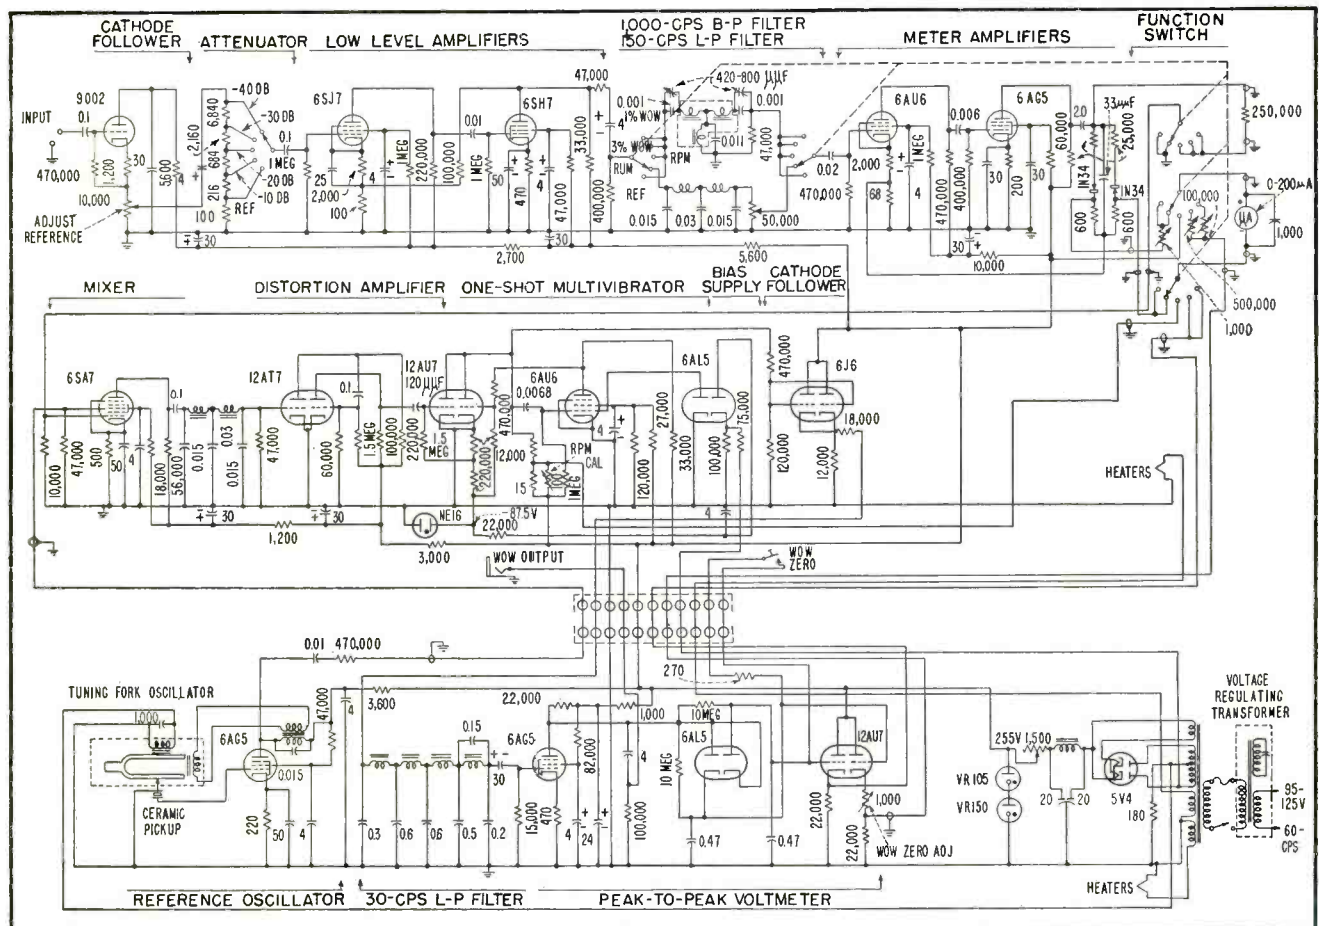 CATHODE
FOLLOWER
ATTENUATOR
LOW LEVEL AMPLIFIERS
1,000-CPS B-P FILTER
150-CPS L-P FILTER
METER AMPLIFIERS
FUNCTION
SWITCH
9002
0.1
INPUT
470,000
1,200
30
10,000
ADJUST
REFERENCE
5,600
4
2,160
6,840
684
216
100
-40DB
-30DB
-20DB
-10DB
REF
30
0.1
1 MEG
6SJ7
25
2,000
4
100
1 MEG
220,000
0.01
100,000
1 MEG
6SH7
50
470
4
47,000
33,000
30
47,000
4
400,000
2,700
420-800 μμF
0.001
1% WOW
3% WOW
RUM
REF
RPM
0.011
0.001
47,000
0.015
0.03
0.015
50,000
5,600
0.02
470,000
6AU6
2,000
68
4
1 MEG
470,000
0.006
400,000
6AG5
30
200
30
10,000
60,000
20
33μμF
25,000
1N34
1N34
600
600
250,000
100,000
0-200μA
μA
1,000
500,000
1,000
MIXER
DISTORTION AMPLIFIER
ONE-SHOT MULTIVIBRATOR
BIAS
SUPPLY
CATHODE
FOLLOWER
6SA7
10,000
47,000
500
50
4
18,000
56,000
0.1
0.015
0.03
0.015
30
1,200
47,000
12AT7
60,000
30
0.1
1.5 MEG
100,000
220,000
12AU7
120μμF
1.5
MEG
220,000
NE16
3,000
22,000
-87.5V
470,000
12,000
15
0.0068
6AU6
4
RPM
CAL
100
1 MEG
120,000
27,000
33,000
6AL5
100,000
75,000
4
470,000
120,000
6J6
18,000
12,000
HEATERS
WOW OUTPUT
WOW
ZERO
0.01
470,000
270
TUNING FORK OSCILLATOR
1,000
CERAMIC
PICKUP
6AG5
0.015
220
50
4
47,000
4
3,600
0.3
0.6
0.6
0.5
0.15
0.2
30
15,000
22,000
6AG5
470
4
82,000
24
1,000
4
100,000
10 MEG
10 MEG
6AL5
0.47
0.47
12AU7
22,000
1,000
22,000
WOW ZERO ADJ
255V
1,500
VR105
VR150
20
20
5V4
180
HEATERS
VOLTAGE
REGULATING
TRANSFORMER
95-
125V
60-
CPS
REFERENCE OSCILLATOR
30-CPS L-P FILTER
PEAK-TO-PEAK VOLTMETER